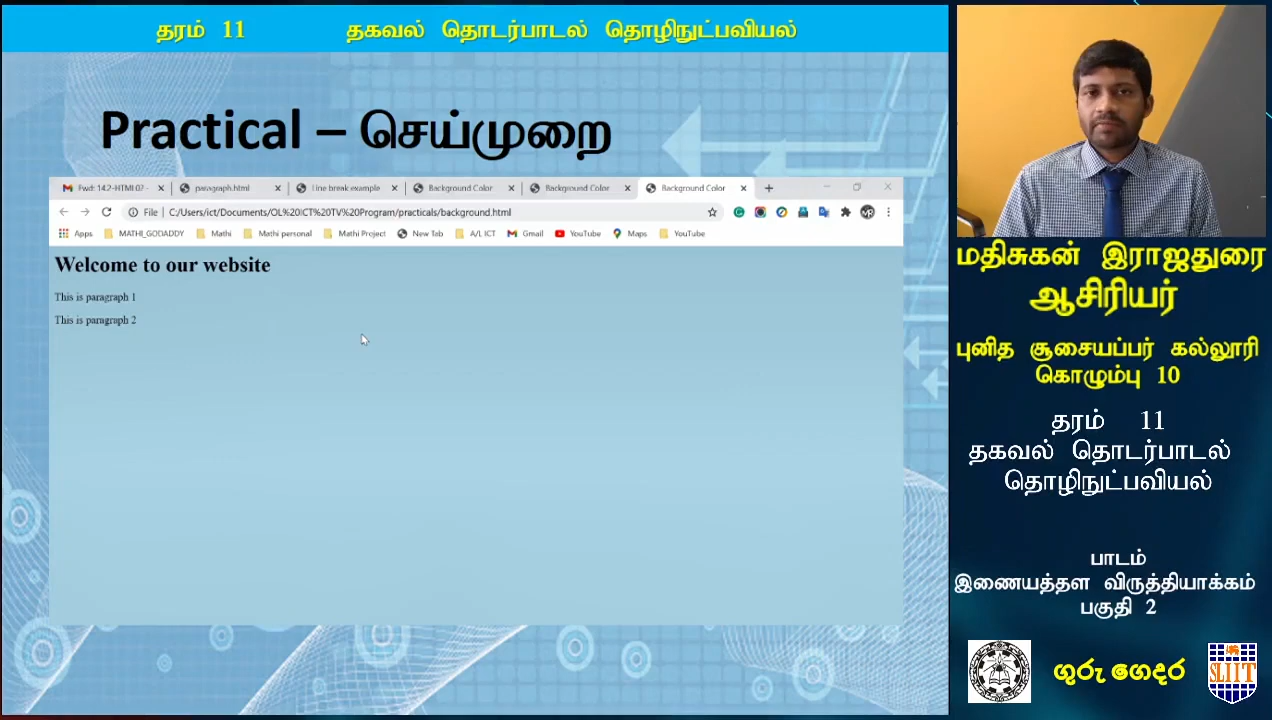 தரம் 11 தகவல் தொடர்பாடல் தொழிநுட்பவியல்
Practical – செய்முறை
Fwd: 14.2-HTML02 - paragraph.html Line break example Background Color Background Color Background Color
File C:/Users/ict/Documents/OL%20ICT%20TV%20Program/practicals/background.html
Apps MATHI_GODADDY Mathi Mathi personal Mathi Project New Tab A/L ICT Gmail YouTube Maps YouTube
Welcome to our website
This is paragraph 1
This is paragraph 2
மதிசுகன் இராஜதுரை
ஆசிரியர்
புனித சூசையப்பர் கல்லூரி
கொழும்பு 10
தரம் 11
தகவல் தொடர்பாடல்
தொழிநுட்பவியல்
பாடம்
இணையத்தள விருத்தியாக்கம்
பகுதி 2
ගුරු ගෙදර
SLIIT